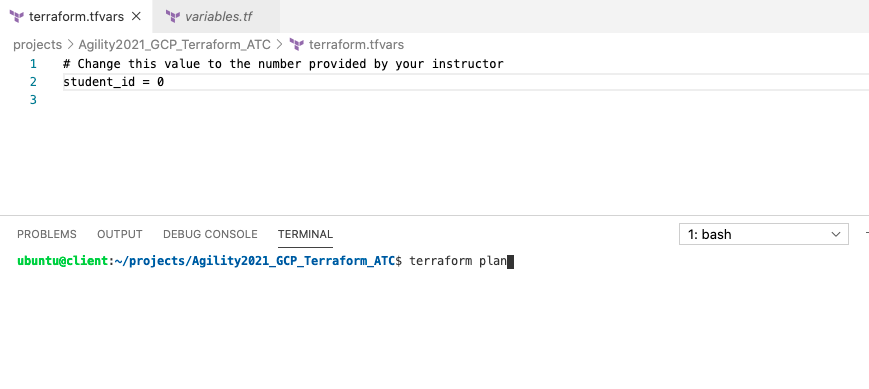 terraform.tfvars variables.tf
projects > Agility2021_GCP_Terraform_ATC > terraform.tfvars
1 # Change this value to the number provided by your instructor
2 student_id = 0
3
PROBLEMS OUTPUT DEBUG CONSOLE TERMINAL 1: bash
ubuntu@client:~/projects/Agility2021_GCP_Terraform_ATC$ terraform plan